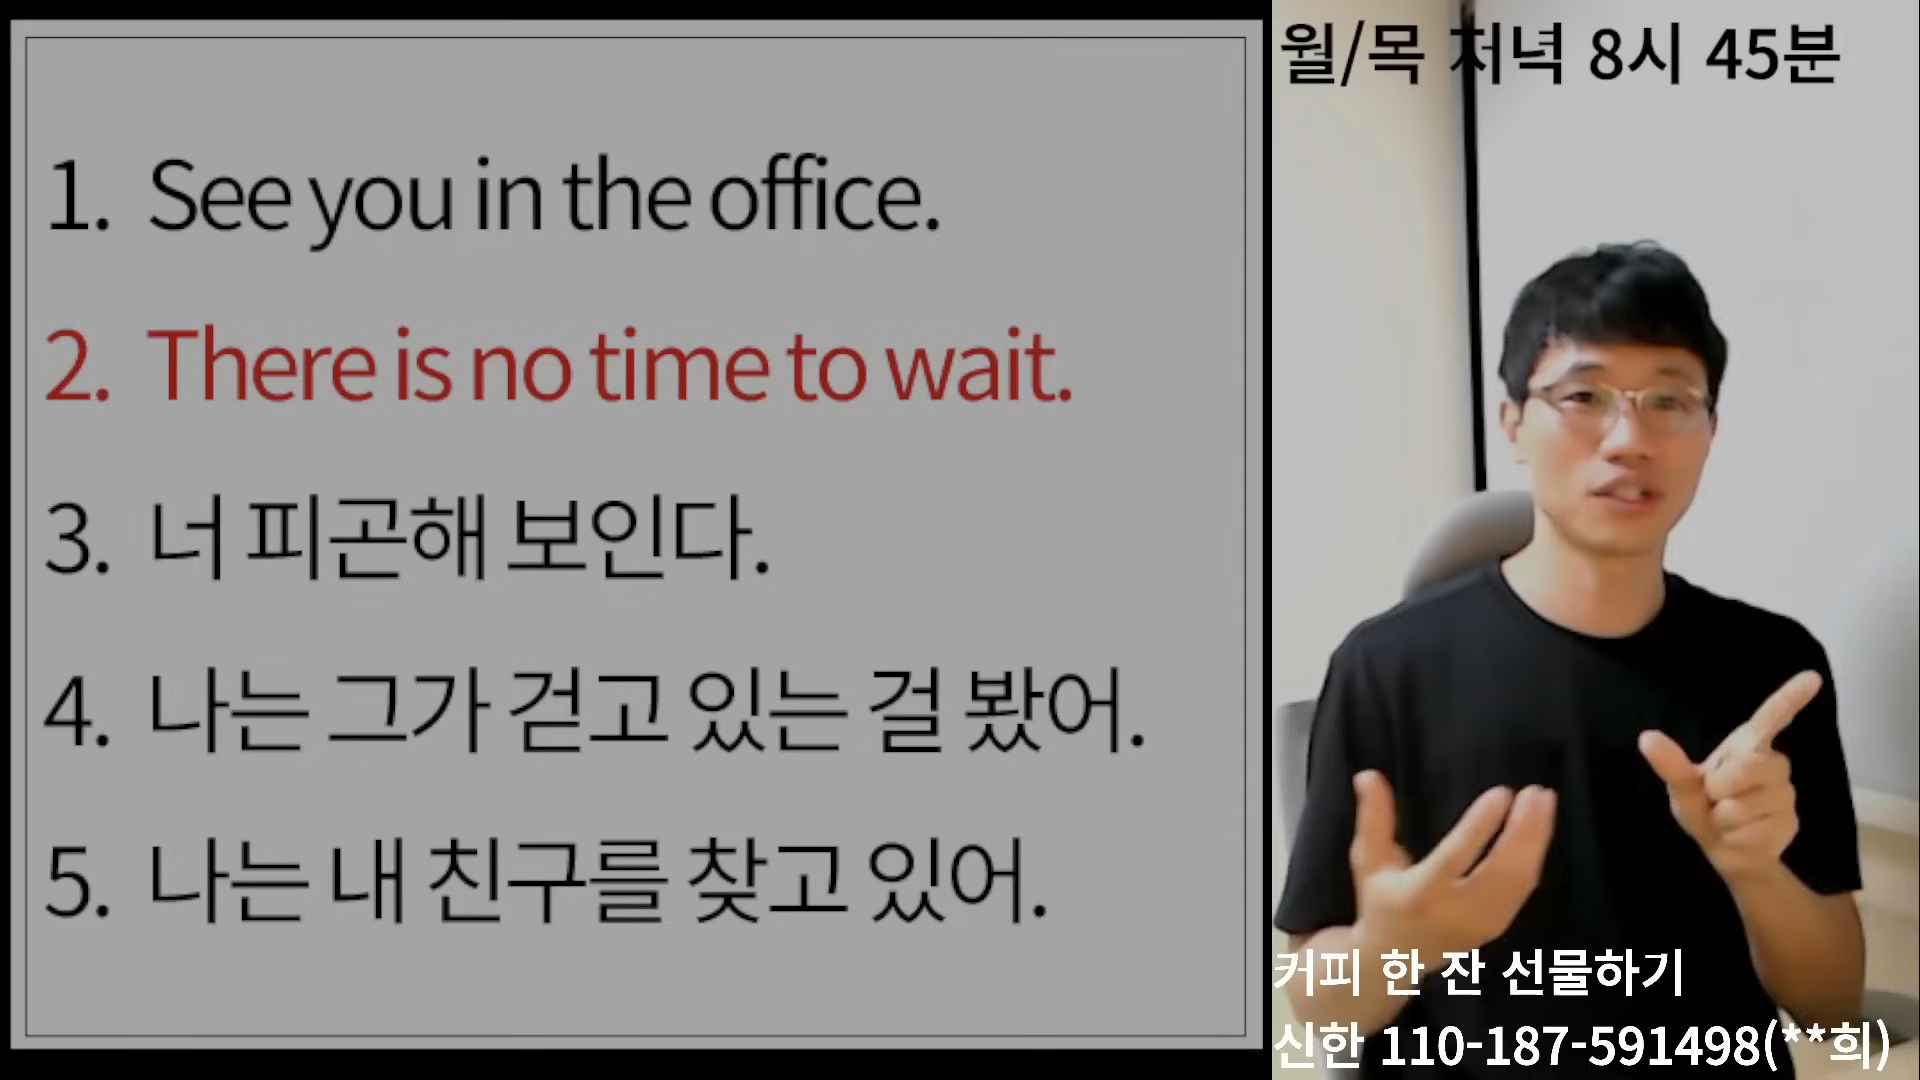 1. See you in the office.
2. There is no time to wait.
3. 너 피곤해 보인다.
4. 나는 그가 걷고 있는 걸 봤어.
5. 나는 내 친구를 찾고 있어.
월/목 저녁 8시 45분
커피 한 잔 선물하기
신한 110-187-591498(**희)